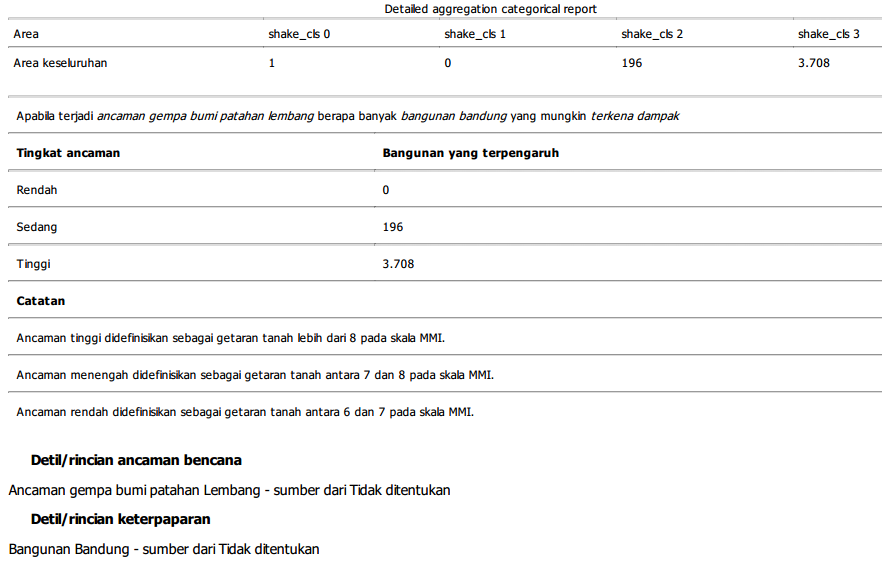 Detailed aggregation categorical report
Area shake_cls 0 shake_cls 1 shake_cls 2 shake_cls 3
Area keseluruhan 1 0 196 3.708
Apabila terjadi ancaman gempa bumi patahan lembang berapa banyak bangunan bandung yang mungkin terkena dampak
Tingkat ancaman Bangunan yang terpengaruh
Rendah 0
Sedang 196
Tinggi 3.708
Catatan
Ancaman tinggi didefinisikan sebagai getaran tanah lebih dari 8 pada skala MMI.
Ancaman menengah didefinisikan sebagai getaran tanah antara 7 dan 8 pada skala MMI.
Ancaman rendah didefinisikan sebagai getaran tanah antara 6 dan 7 pada skala MMI.
Detil/rincian ancaman bencana
Ancaman gempa bumi patahan Lembang - sumber dari Tidak ditentukan
Detil/rincian keterpaparan
Bangunan Bandung - sumber dari Tidak ditentukan